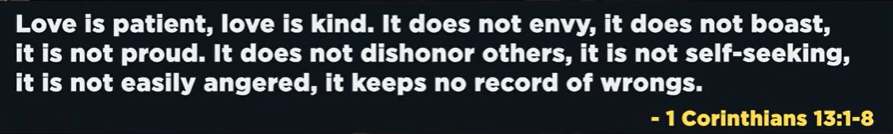 Love is patient, love is kind. It does not envy, it does not boast,
it is not proud. It does not dishonor others, it is not self-seeking,
it is not easily angered, it keeps no record of wrongs.
- 1 Corinthians 13:1-8